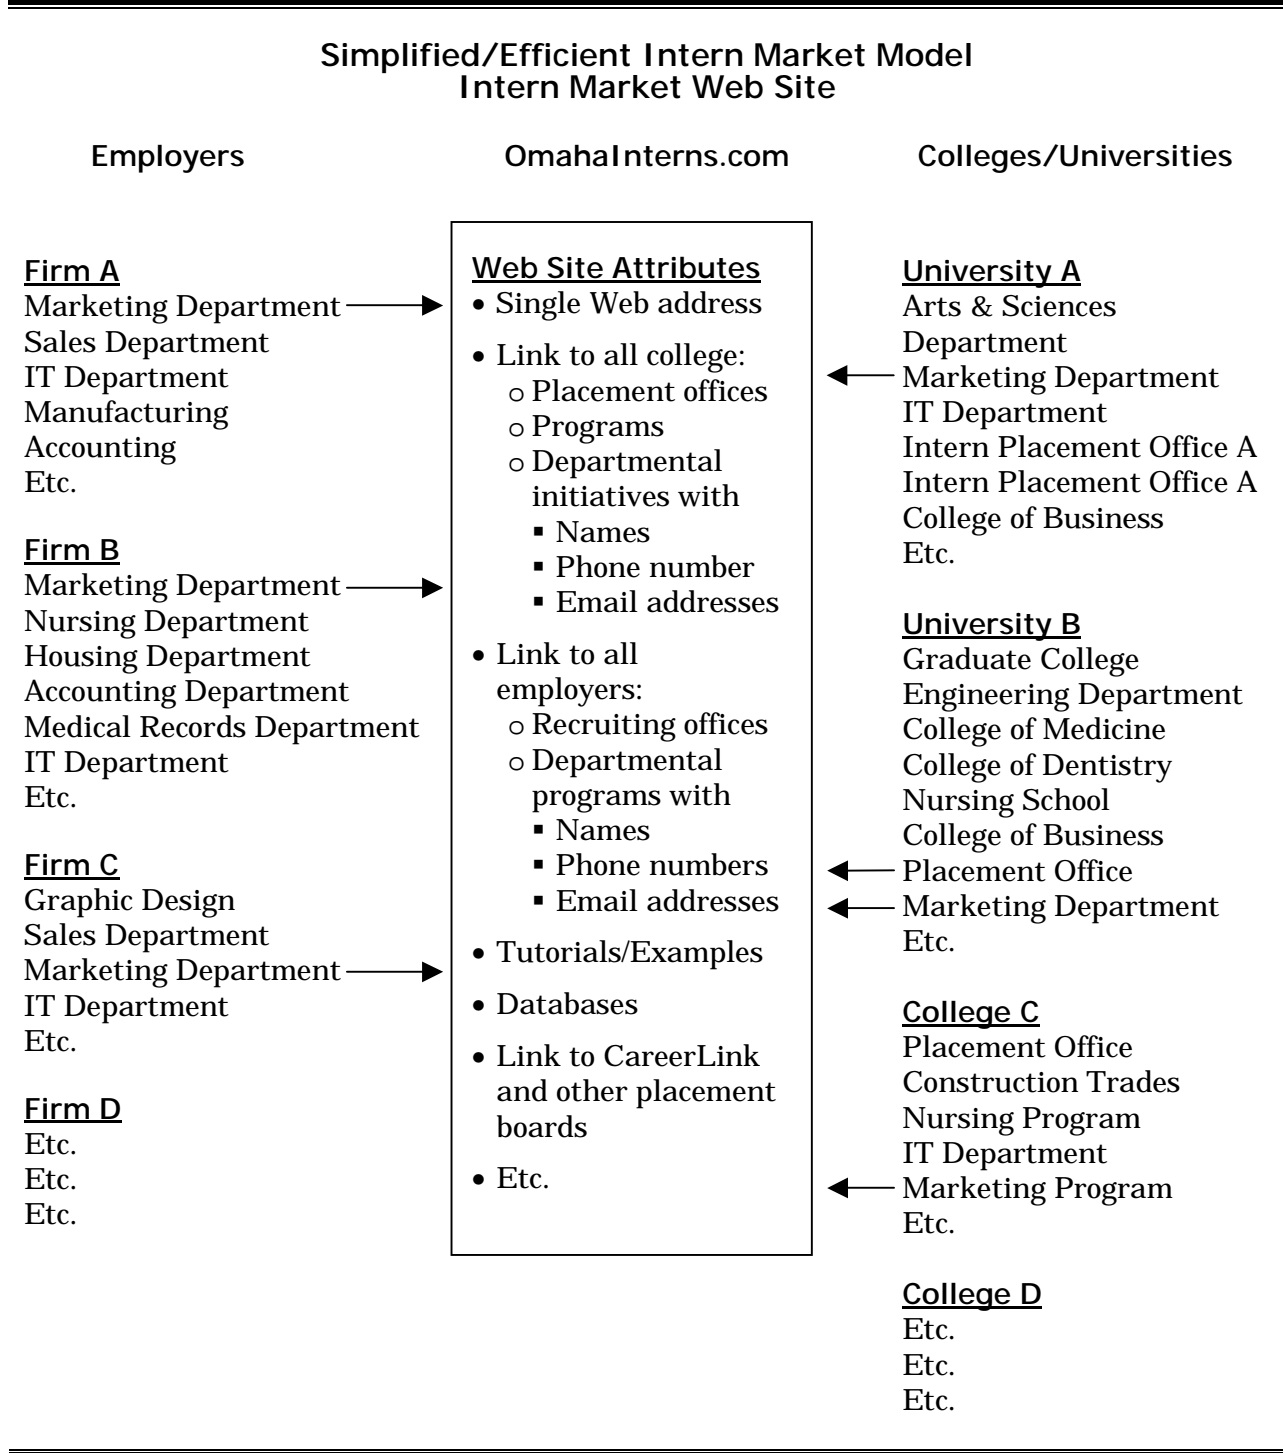 Simplified/Efficient Intern Market Model
Intern Market Web Site
Employers
OmahaInterns.com
Colleges/Universities
Firm A
Marketing Department
Sales Department
IT Department
Manufacturing
Accounting
Etc.
Firm B
Marketing Department
Nursing Department
Housing Department
Accounting Department
Medical Records Department
IT Department
Etc.
Firm C
Graphic Design
Sales Department
Marketing Department
IT Department
Etc.
Firm D
Etc.
Etc.
Etc.
Web Site Attributes
• Single Web address
• Link to all college:
o Placement offices
o Programs
o Departmental
initiatives with
▪ Names
▪ Phone number
▪ Email addresses
• Link to all
employers:
o Recruiting offices
o Departmental
programs with
▪ Names
▪ Phone numbers
▪ Email addresses
• Tutorials/Examples
• Databases
• Link to CareerLink
and other placement
boards
• Etc.
University A
Arts & Sciences
Department
Marketing Department
IT Department
Intern Placement Office A
Intern Placement Office A
College of Business
Etc.
University B
Graduate College
Engineering Department
College of Medicine
College of Dentistry
Nursing School
College of Business
Placement Office
Marketing Department
Etc.
College C
Placement Office
Construction Trades
Nursing Program
IT Department
Marketing Program
Etc.
College D
Etc.
Etc.
Etc.